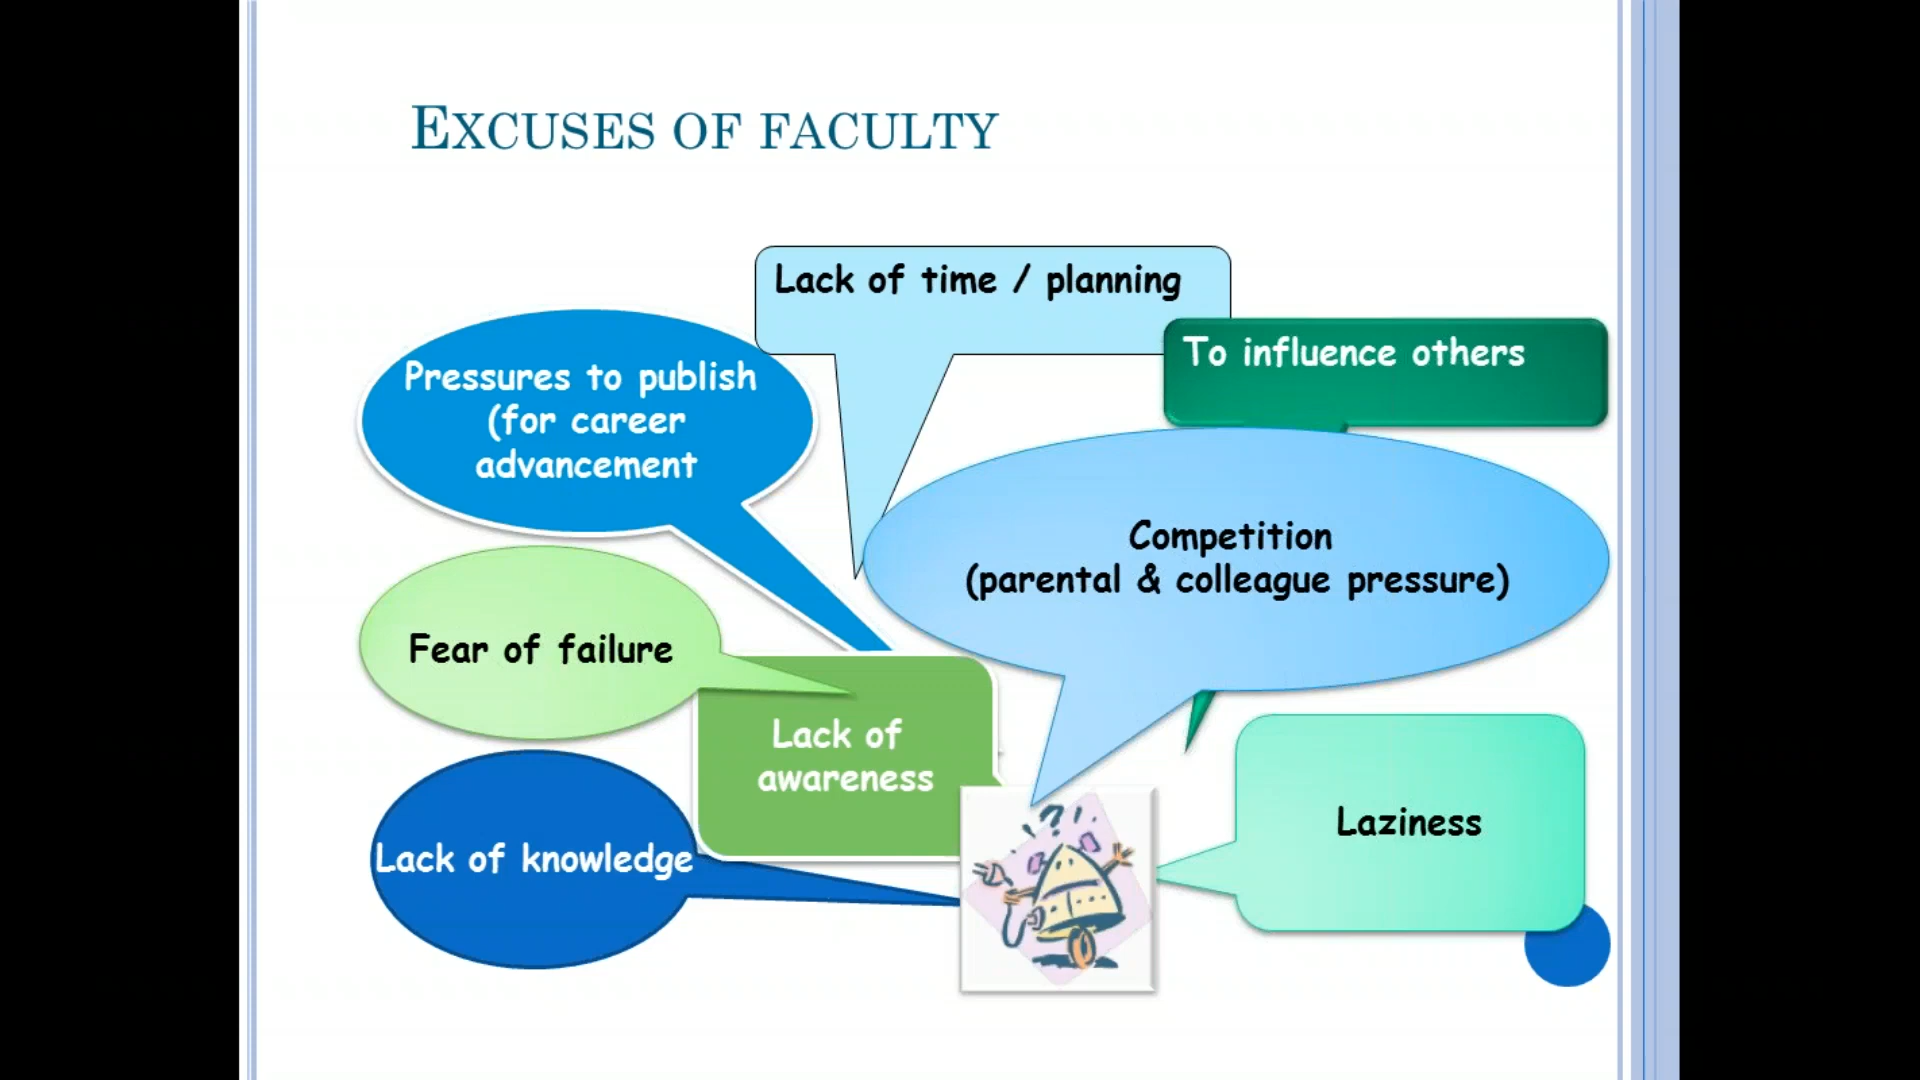 EXCUSES OF FACULTY
Lack of time / planning
To influence others
Pressures to publish
(for career
advancement
Competition
(parental & colleague pressure)
Fear of failure
Lack of
awareness
Laziness
Lack of knowledge
?!